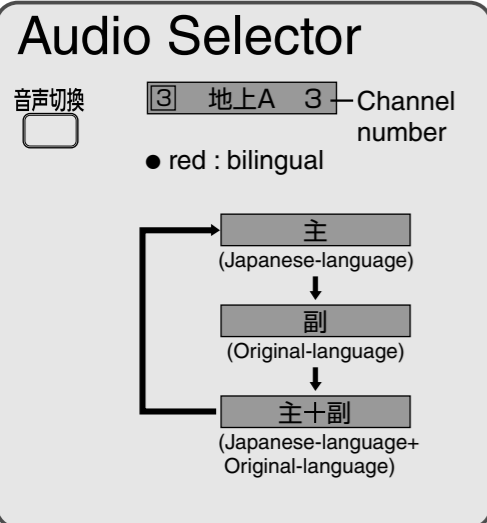 Audio Selector
音声切換
3 地上A 3
Channel
number
● red : bilingual
主
(Japanese-language)
副
(Original-language)
主＋副
(Japanese-language+
Original-language)